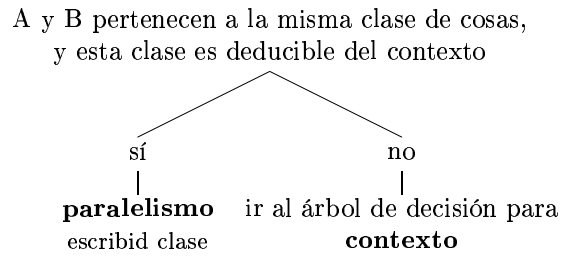 A y B pertenecen a la misma clase de cosas,
y esta clase es deducible del contexto
sí
no
paralelismo
ir al árbol de decisión para
escribid clase
contexto